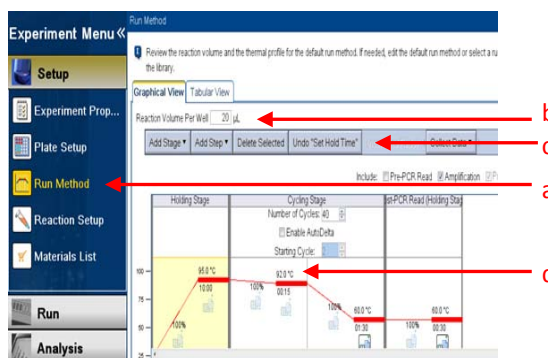 Experiment Menu«
Setup
Experiment Prop...
Plate Setup
Run Method
Reaction Setup
Materials List
Run
Analysis
Run Method
Review the reaction volume and the thermal profile for the default run method. If needed, edit the default run method or select a ru
the library.
Graphical View Tabular View
Reaction Volume Per Well 20 µL
Add Stage Add Step Delete Selected Undo "Set Hold Time" Collect Data
Include: Pre-PCR Read Amplification
Holding Stage Cycling Stage st-PCR Read (Holding Stag
Number of Cycles: 40
Enable AutoDelta
Starting Cycle:
100
95.0 °C 92.0 °C
10:00 100% 00:15 100% 60.0 °C 60.0 °C
75
100% 01:30 100% 00:30
50
25
a